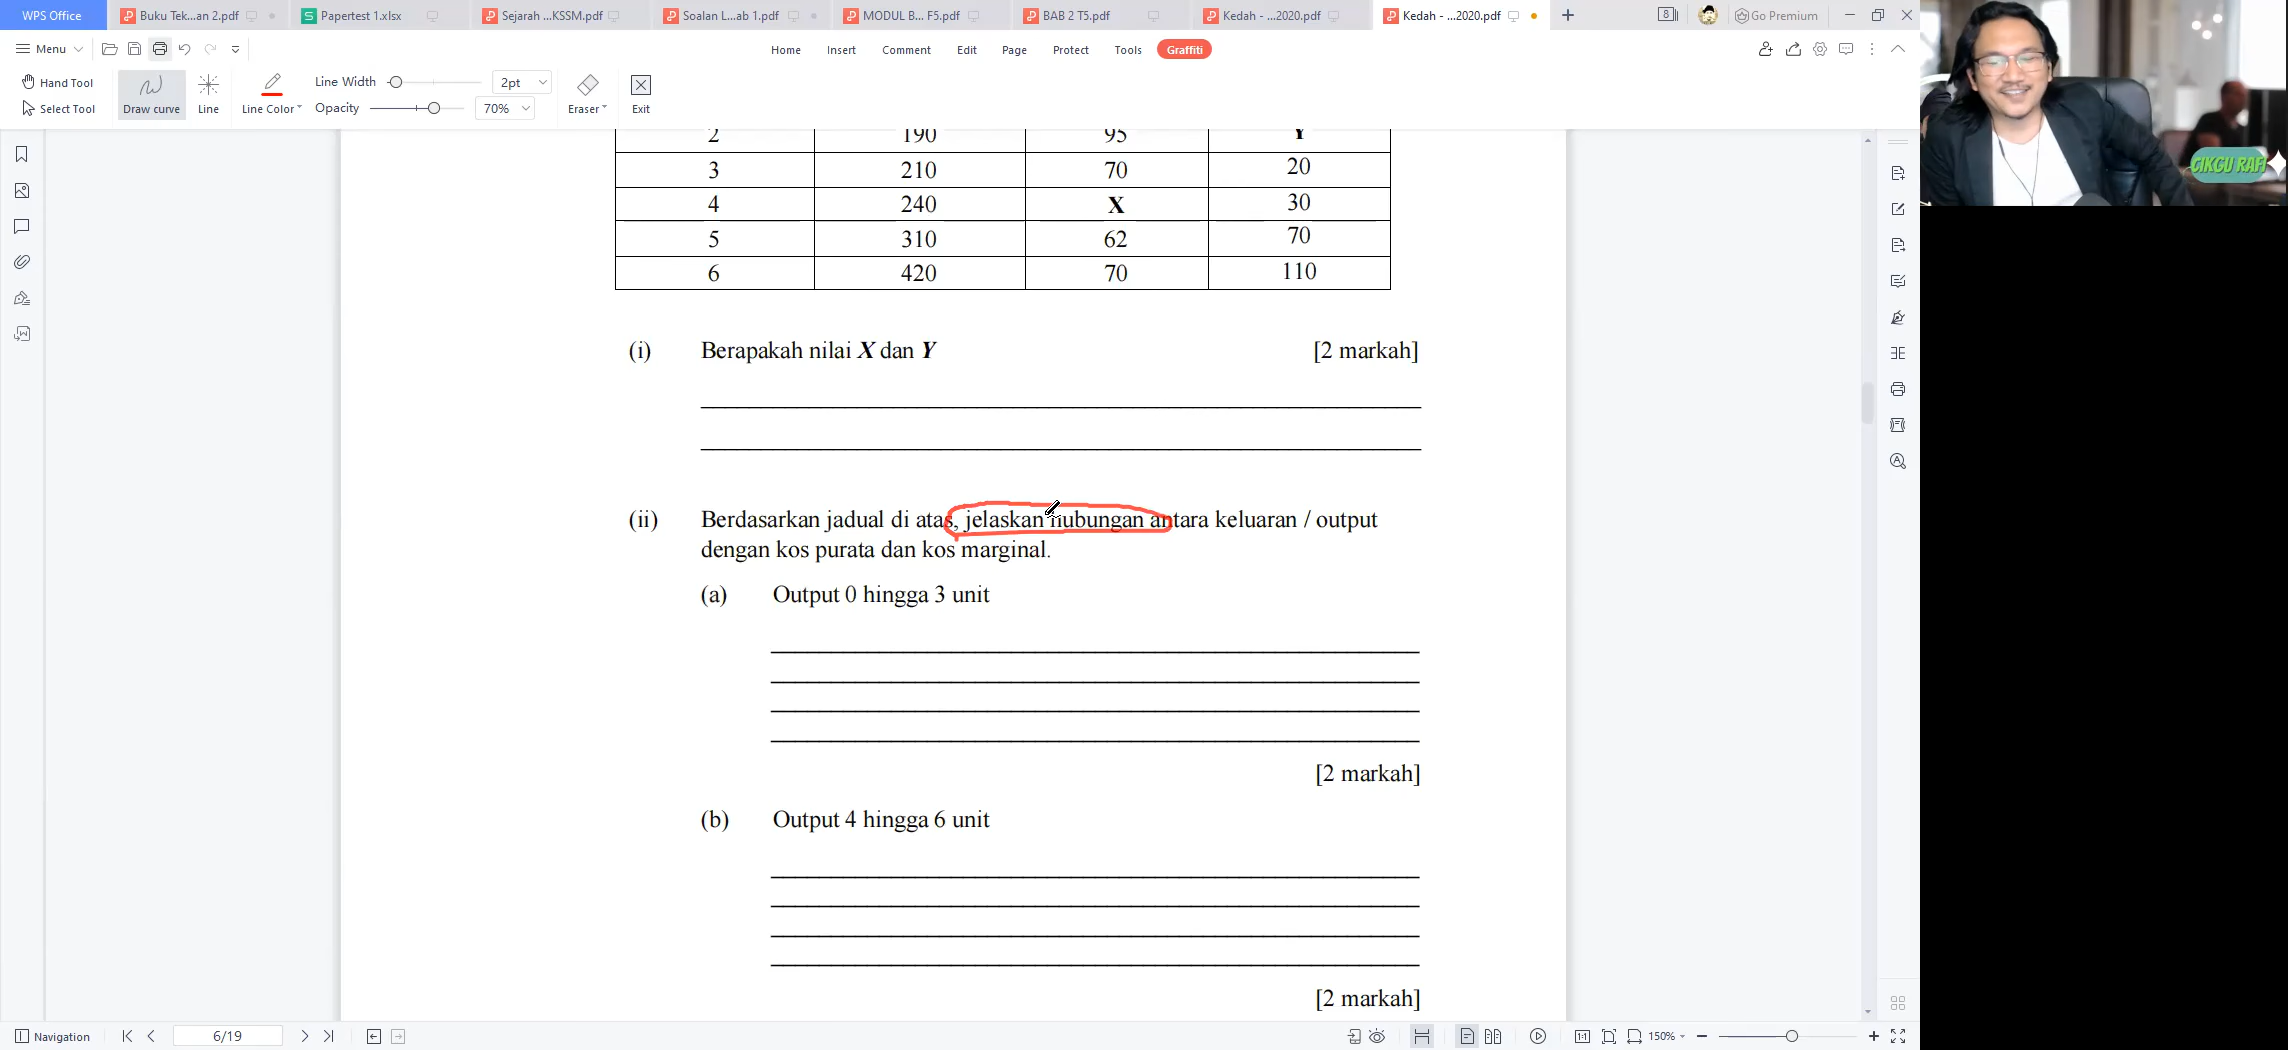 WPS Office
Buku Tek...an 2.pdf
Papertest 1.xlsx
Sejarah ...KSSM.pdf
Soalan L...ab 1.pdf
MODUL B... F5.pdf
BAB 2 T5.pdf
Kedah - ...2020.pdf
Kedah - ...2020.pdf
Go Premium
Menu
Home Insert Comment Edit Page Protect Tools Graffiti
Hand Tool
Select Tool
Draw curve
Line
Line Color
Line Width 2pt
Opacity 70%
Eraser
Exit
CIKGU RAFI
2 190 95 Y
3 210 70 20
4 240 X 30
5 310 62 70
6 420 70 110
(i) Berapakah nilai X dan Y [2 markah]
(ii) Berdasarkan jadual di atas, jelaskan hubungan antara keluaran / output
dengan kos purata dan kos marginal.
(a) Output 0 hingga 3 unit
[2 markah]
(b) Output 4 hingga 6 unit
[2 markah]
Navigation
6/19
1:1
150%